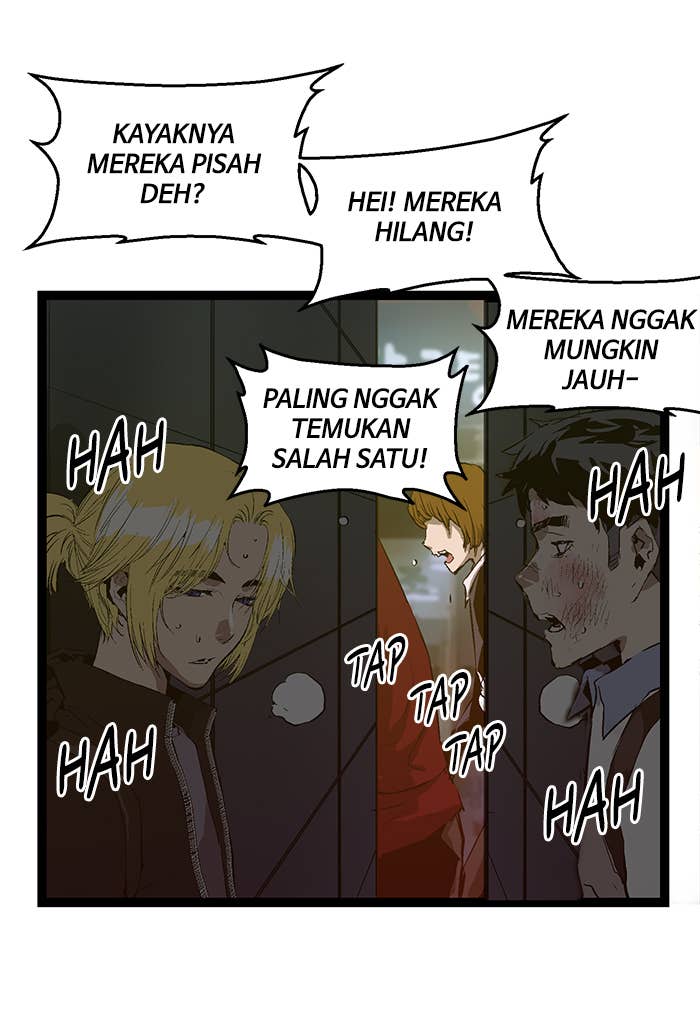 KAYAKNYA
MEREKA PISAH
DEH?
HEI! MEREKA
HILANG!
MEREKA NGGAK
MUNGKIN
JAUH-
PALING NGGAK
TEMUKAN
SALAH SATU!
HAH
HAH
TAP
TAP
TAP
HAH
HAH